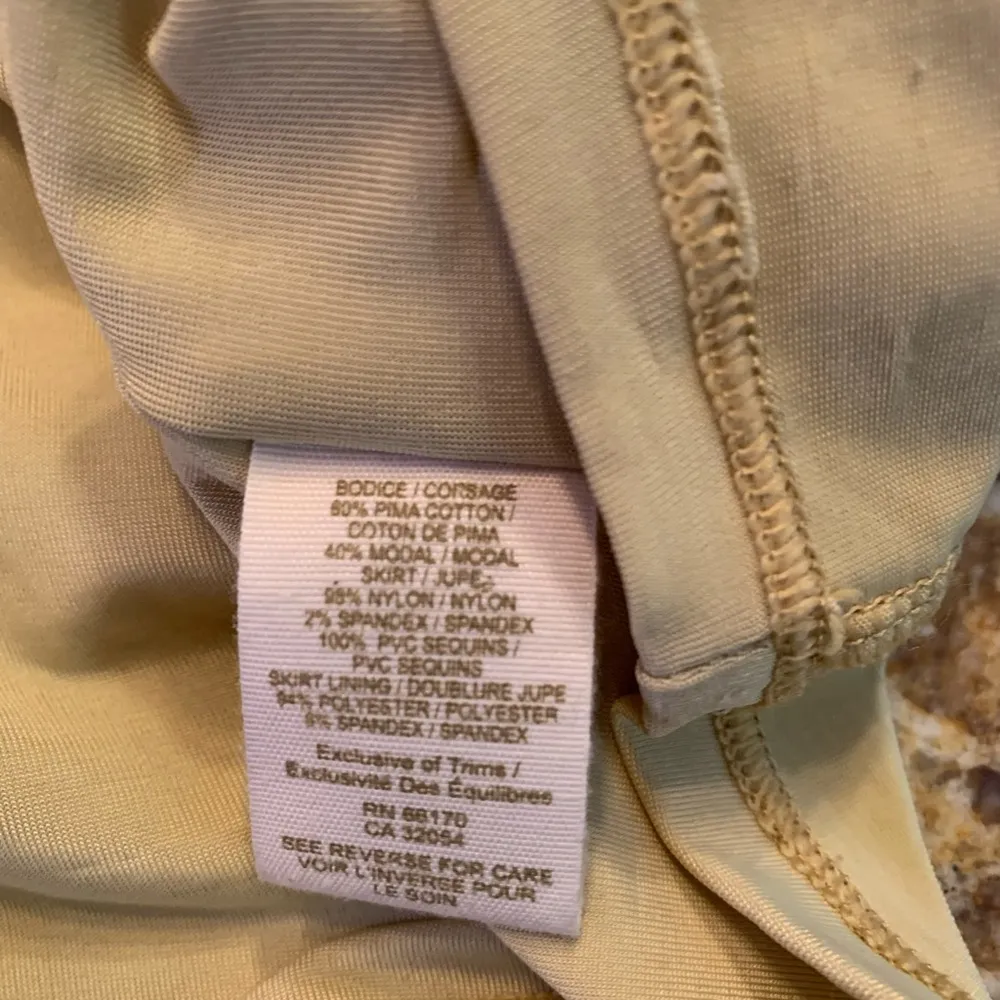 BODICE / CORSAGE
60% PIMA COTTON /
COTON DE PIMA
40% MODAL / MODAL
SKIRT / JUPE:
98% NYLON / NYLON
2% SPANDEX / SPANDEX
100% PVC SEQUINS /
PVC SEQUINS
SKIRT LINING / DOUBLURE JUPE
94% POLYESTER / POLYESTER
6% SPANDEX / SPANDEX
Exclusive of Trims /
Exclusivité Des Équilibres
RN 66170
CA 32054
SEE REVERSE FOR CARE
VOIR L'INVERSE POUR
LE SOIN